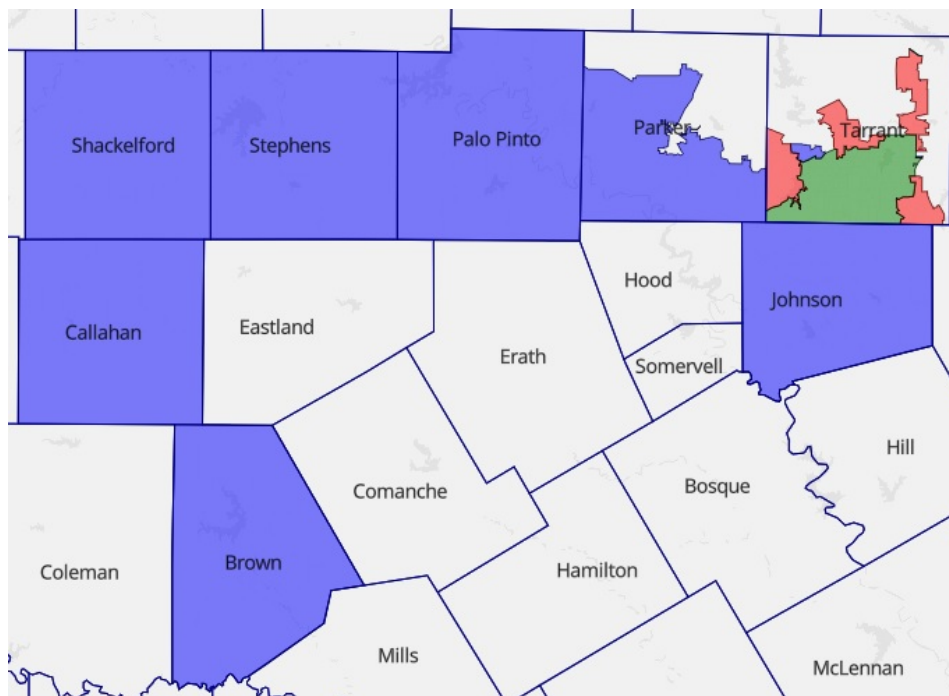 Parker
Tarrant
Shackelford
Stephens
Palo Pinto
Hood
Johnson
Callahan
Eastland
Erath
Somervell
Hill
Comanche
Bosque
Coleman
Brown
Hamilton
Mills
McLennan